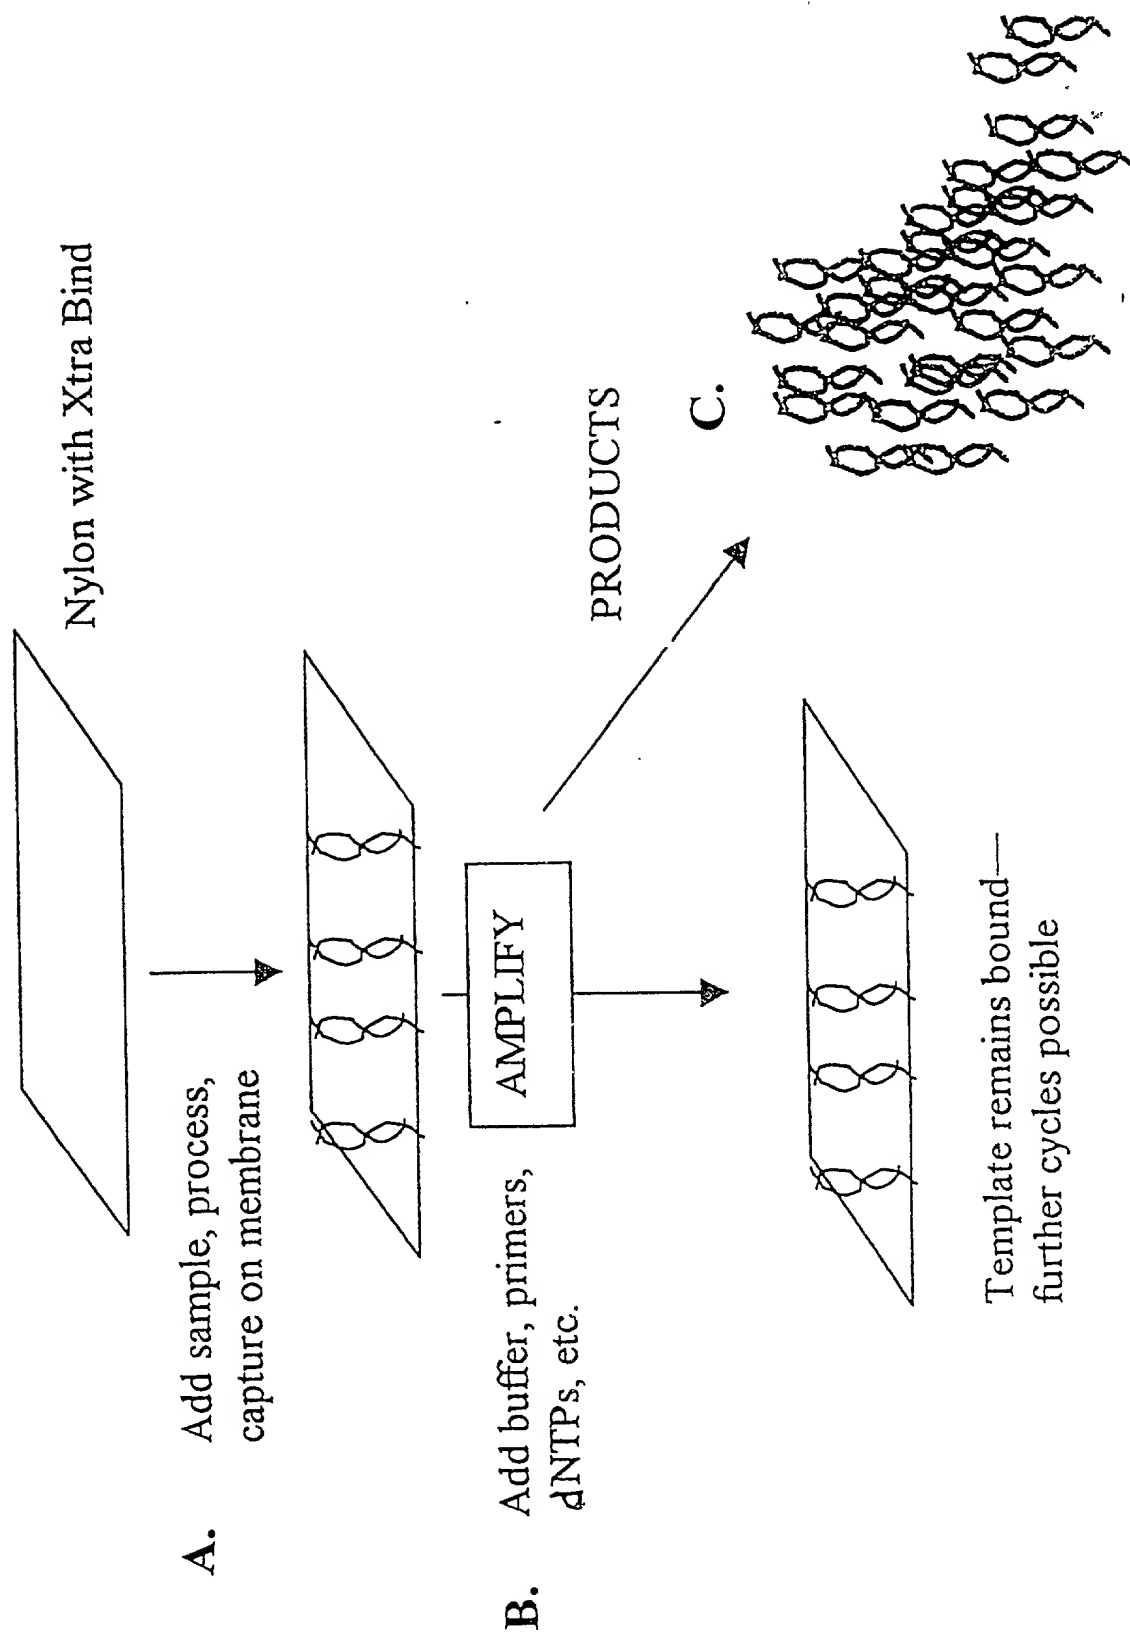 Nylon with Xtra Bind
A. Add sample, process,
capture on membrane
B. Add buffer, primers,
dNTPs, etc.
AMPLIFY
PRODUCTS
C.
Template remains bound—
further cycles possible